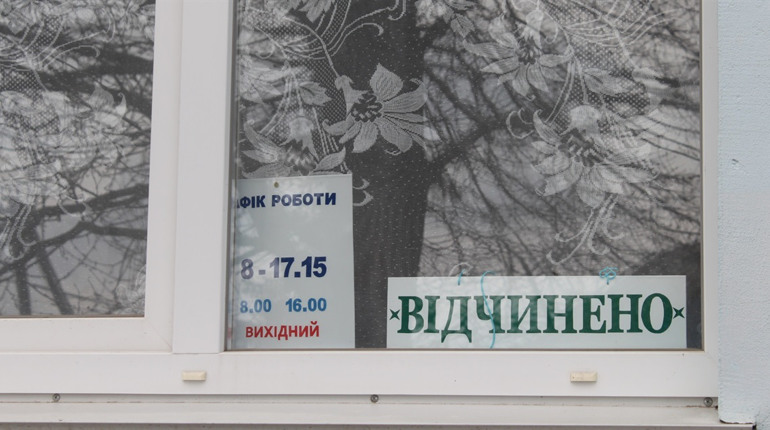 АФІК РОБОТИ
8-17.15
8.00 16.00
ВИХІДНИЙ
ВІДЧИНЕНО